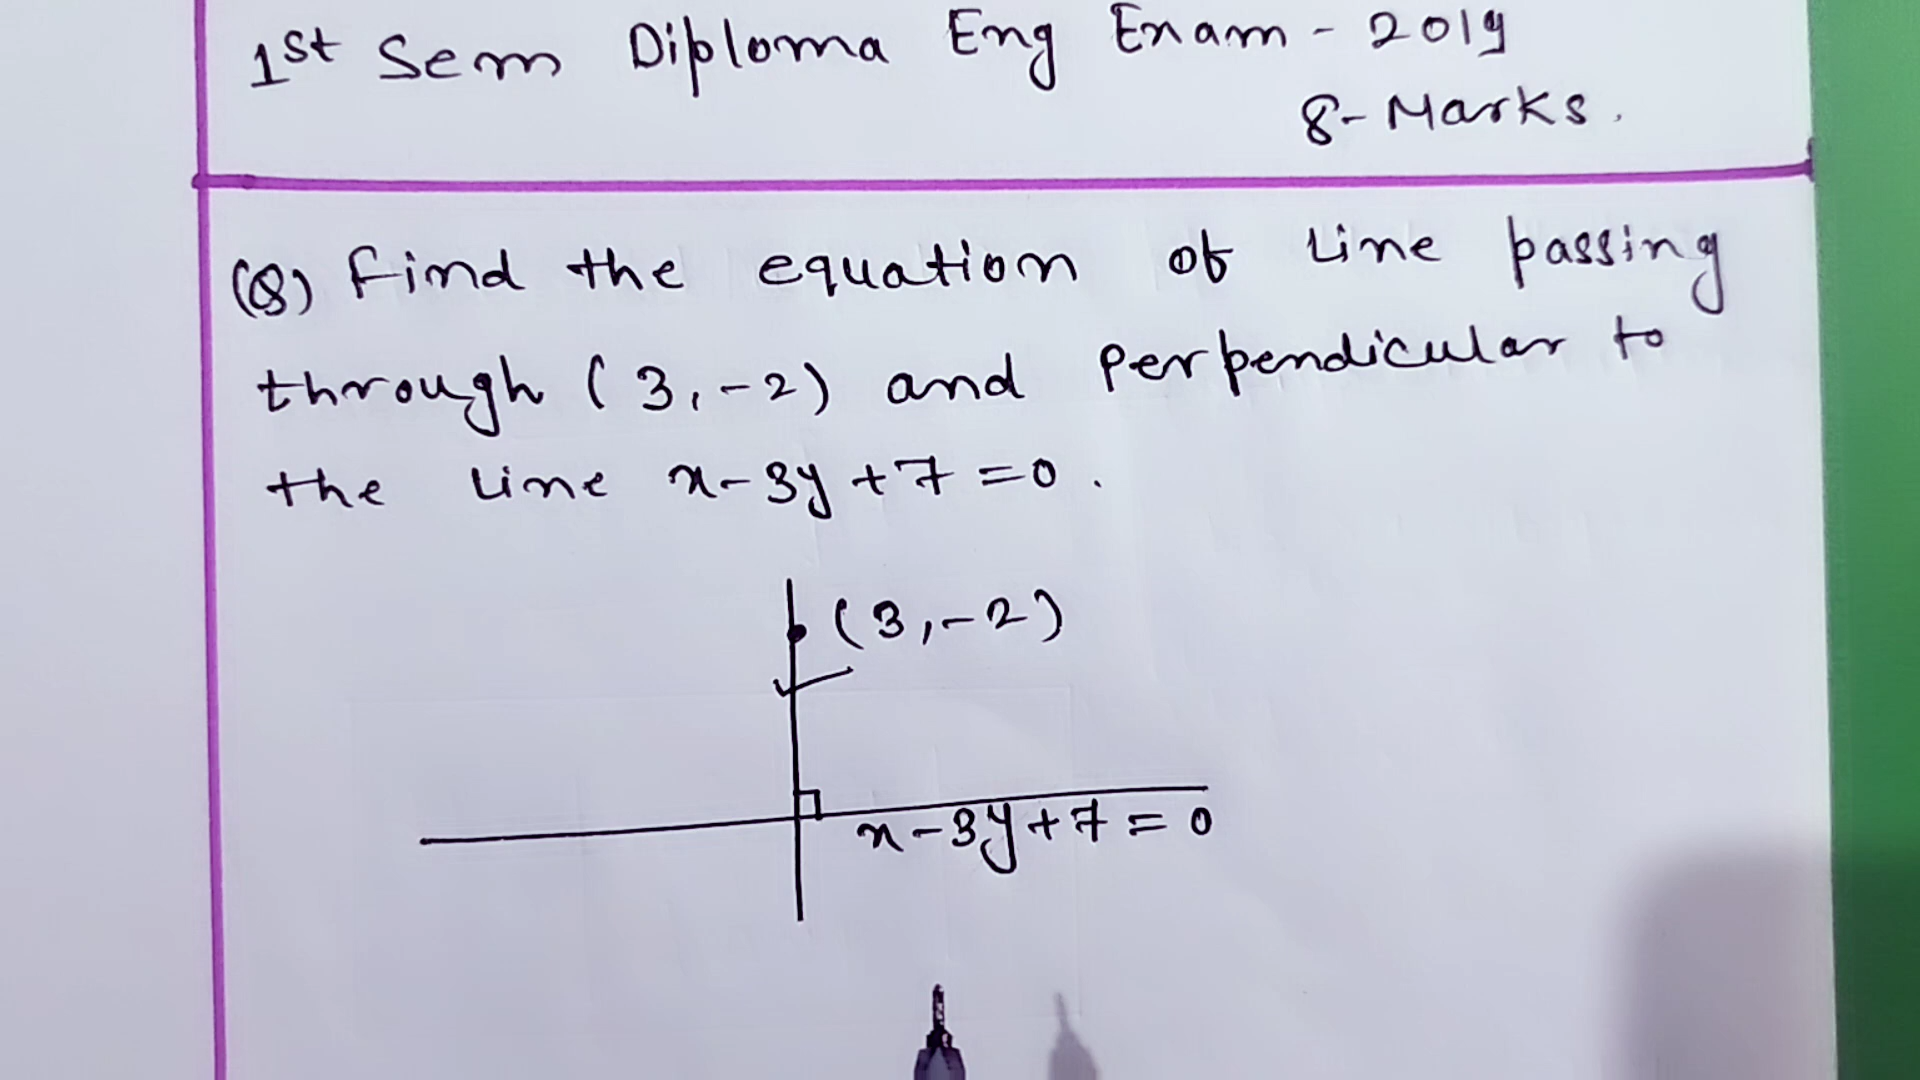 1st Sem Diploma Eng Exam - 2019
8- Marks.
(Q) Find the equation of Line passing
through (3, -2) and Perpendicular to
the Line x - 3y + 7 = 0.
(3, -2)
x - 3y + 7 = 0